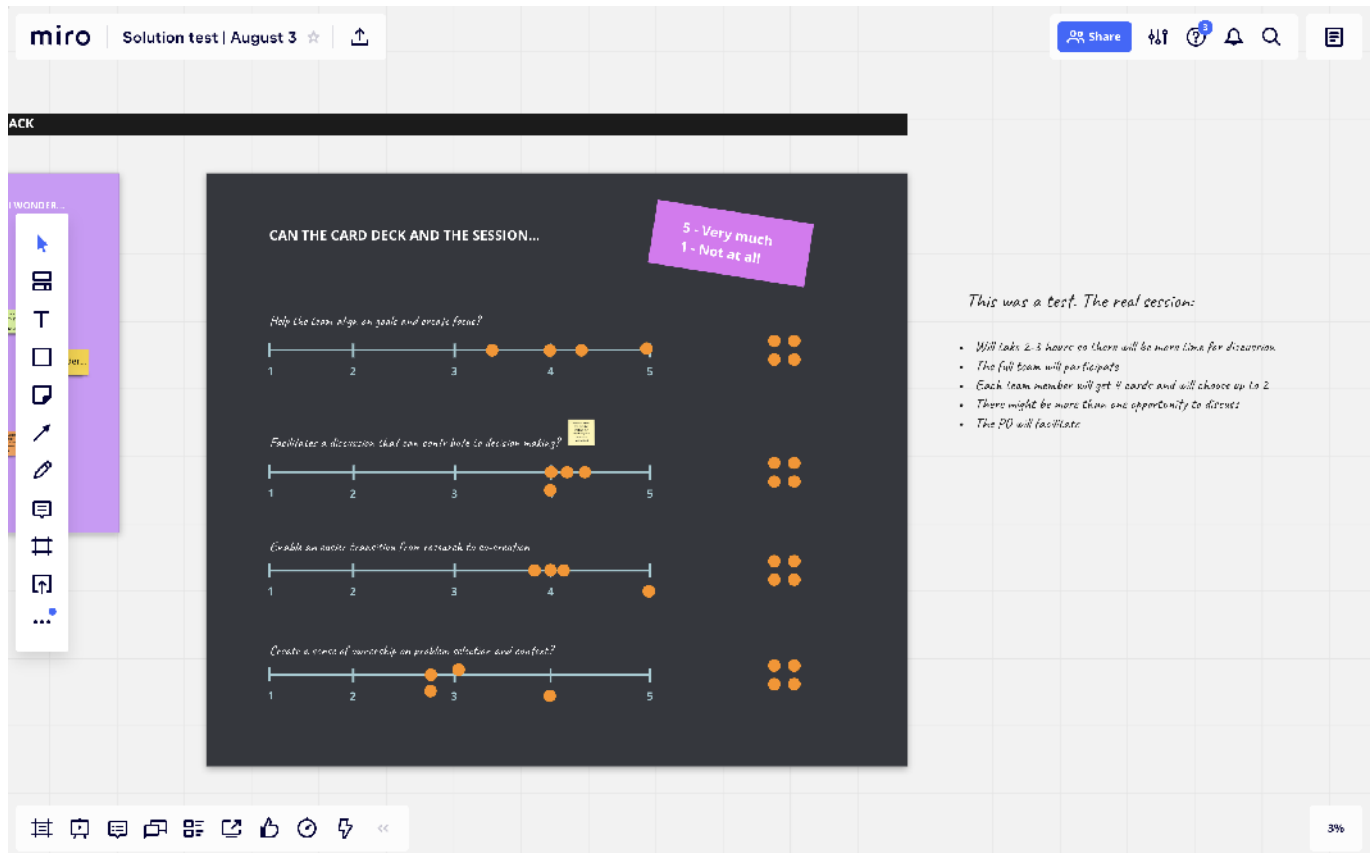 miro
Solution test | August 3
Share
3
ACK
I WONDER...
CAN THE CARD DECK AND THE SESSION...
5 - Very much
1 - Not at all
Help the team align on goals and create focus?
1 2 3 4 5
Facilitates a discussion that can contribute to decision making?
1 2 3 4 5
Enable an easier transition from research to co-creation
1 2 3 4 5
Create a sense of ownership on problem selection and context?
1 2 3 4 5
This was a test. The real session:
• Will take 2-3 hours so there will be more time for discussion
• The full team will participate
• Each team member will get 4 cards and will choose up to 2
• There might be more than one opportunity to discuss
• The PO will facilitate
3%